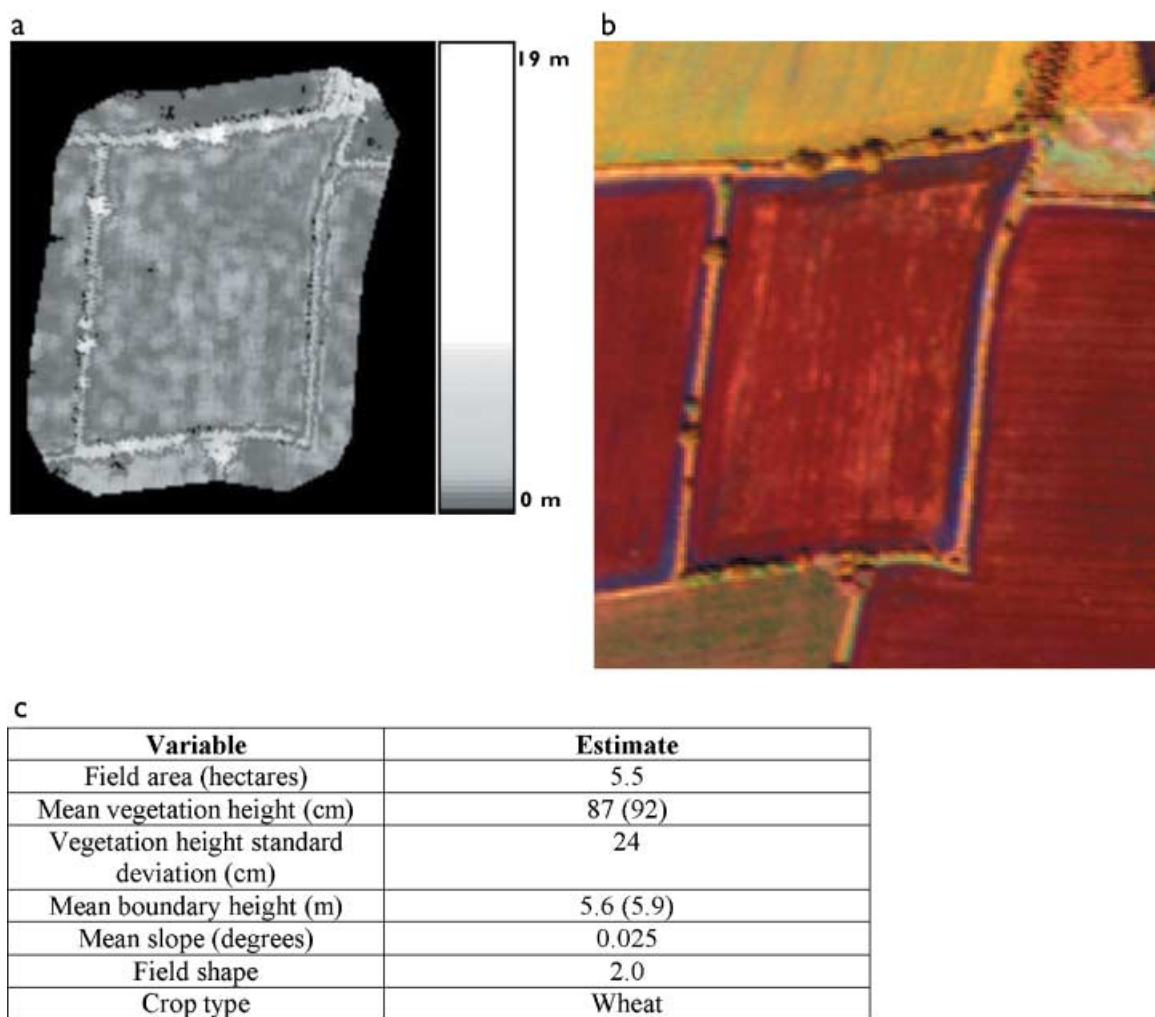 a
b
19 m
0 m
c
Variable Estimate
Field area (hectares) 5.5
Mean vegetation height (cm) 87 (92)
Vegetation height standard 24
deviation (cm)
Mean boundary height (m) 5.6 (5.9)
Mean slope (degrees) 0.025
Field shape 2.0
Crop type Wheat